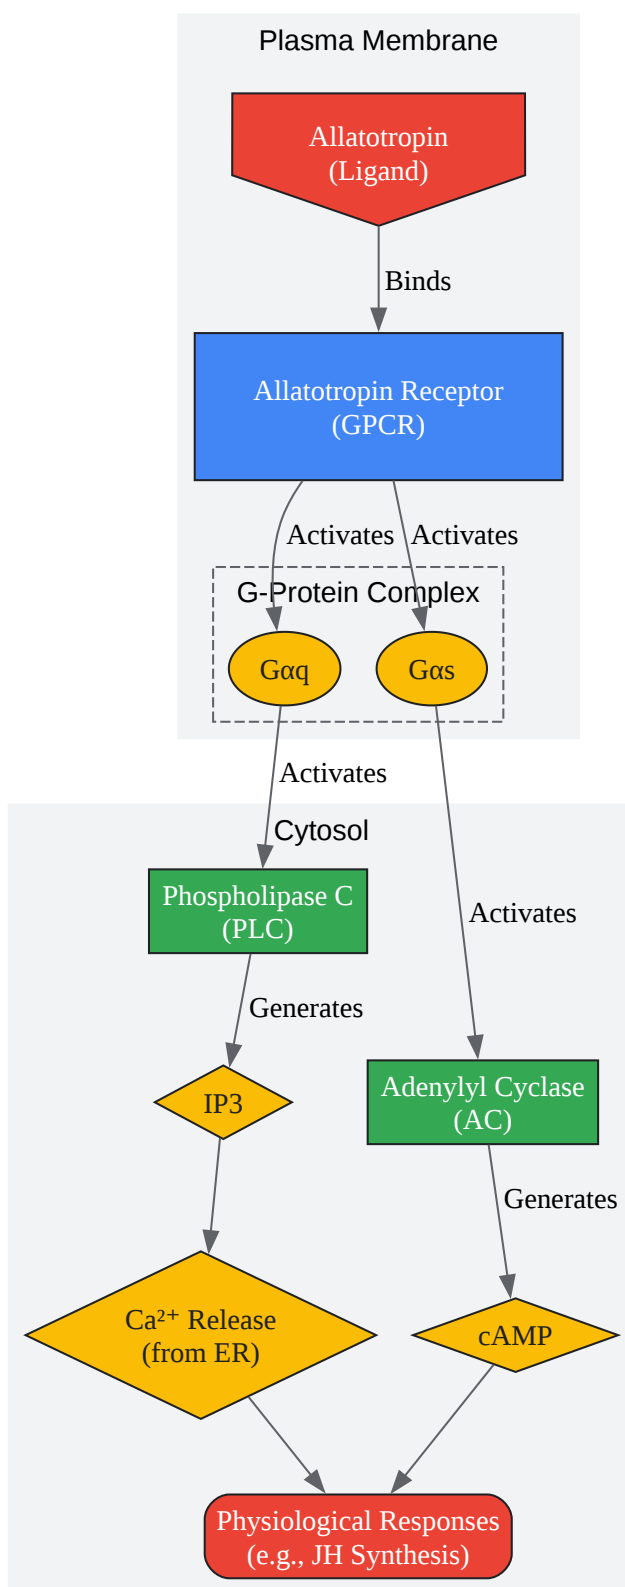 Plasma Membrane
Allatotropin
(Ligand)
Binds
Allatotropin Receptor
(GPCR)
Activates
Activates
G-Protein Complex
Gαq
Gαs
Activates
Cytosol
Phospholipase C
(PLC)
Activates
Generates
IP3
Adenylyl Cyclase
(AC)
Generates
Ca²⁺ Release
(from ER)
cAMP
Physiological Responses
(e.g., JH Synthesis)